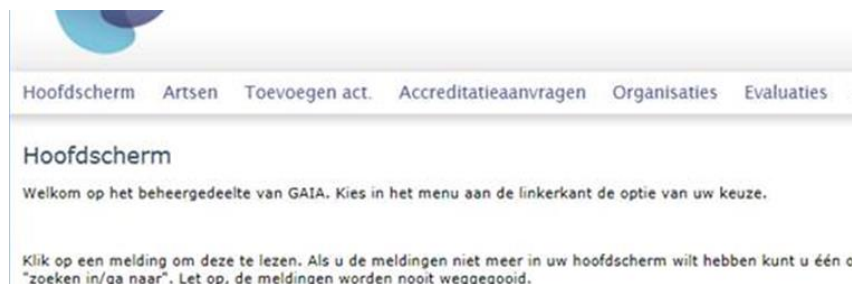 Hoofdscherm Artsen Toevoegen act. Accreditatieaanvragen Organisaties Evaluaties
Hoofdscherm
Welkom op het beheergedeelte van GAIA. Kies in het menu aan de linkerkant de optie van uw keuze.
Klik op een melding om deze te lezen. Als u de meldingen niet meer in uw hoofdscherm wilt hebben kunt u één
"zoeken in/ga naar". Let op, de meldingen worden nooit weggegooid.